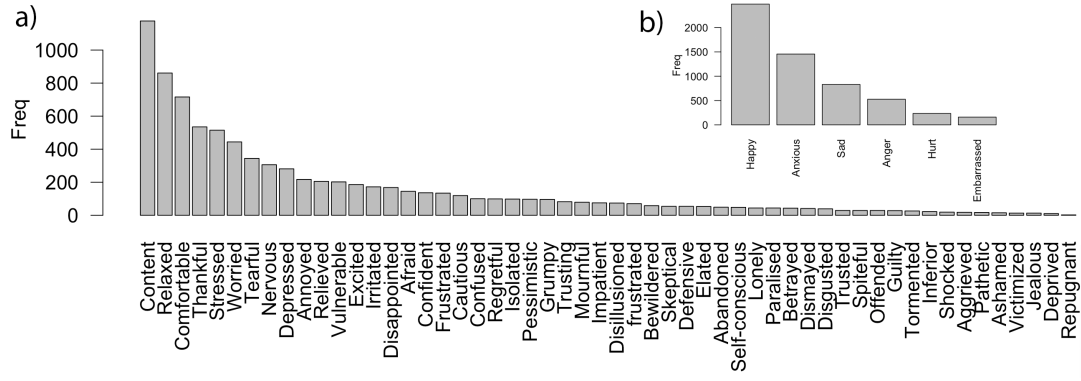 a)
Freq
1000
800
600
400
200
0
Content
Relaxed
Comfortable
Thankful
Stressed
Worried
Tearful
Nervous
Depressed
Annoyed
Relieved
Vulnerable
Excited
Irritated
Disappointed
Afraid
Confident
Frustrated
Cautious
Confused
Regretful
Isolated
Pessimistic
Grumpy
Trusting
Mournful
Impatient
Disillusioned
frustrated
Bewildered
Skeptical
Defensive
Elated
Abandoned
Self-conscious
Lonely
Paralised
Betrayed
Dismayed
Disgusted
Trusted
Spiteful
Offended
Guilty
Tormented
Inferior
Shocked
Aggrieved
Pathetic
Ashamed
Victimized
Jealous
Deprived
Repugnant
b)
Freq
2000
1500
1000
500
0
Happy
Anxious
Sad
Anger
Hurt
Embarrassed